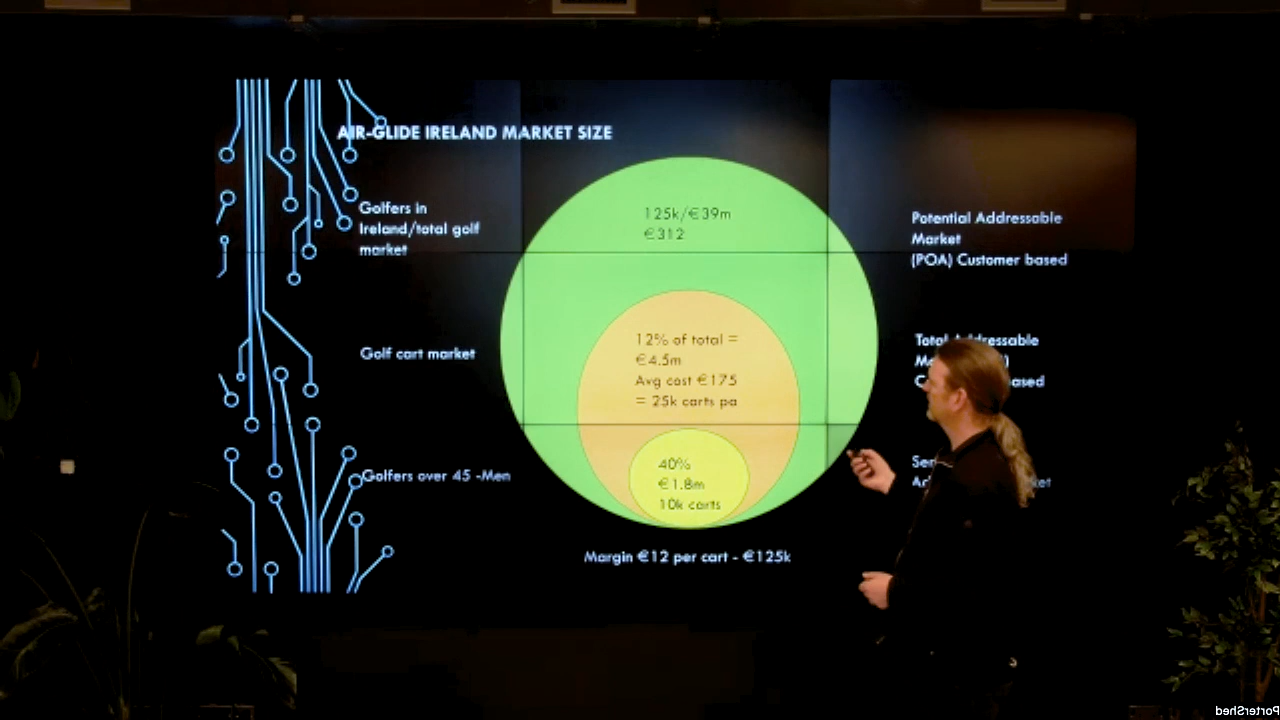 AIR-GLIDE IRELAND MARKET SIZE
Golfers in
Ireland/total golf
market
125k/€39m
€312
Potential Addressable
Market
(POA) Customer based
Golf cart market
12% of total =
€4.5m
Avg cost €175
= 25k carts pa
Total
Golfers over 45 -Men
40%
€1.8m
10k carts
Margin €12 per cart - €125k
PorterShed